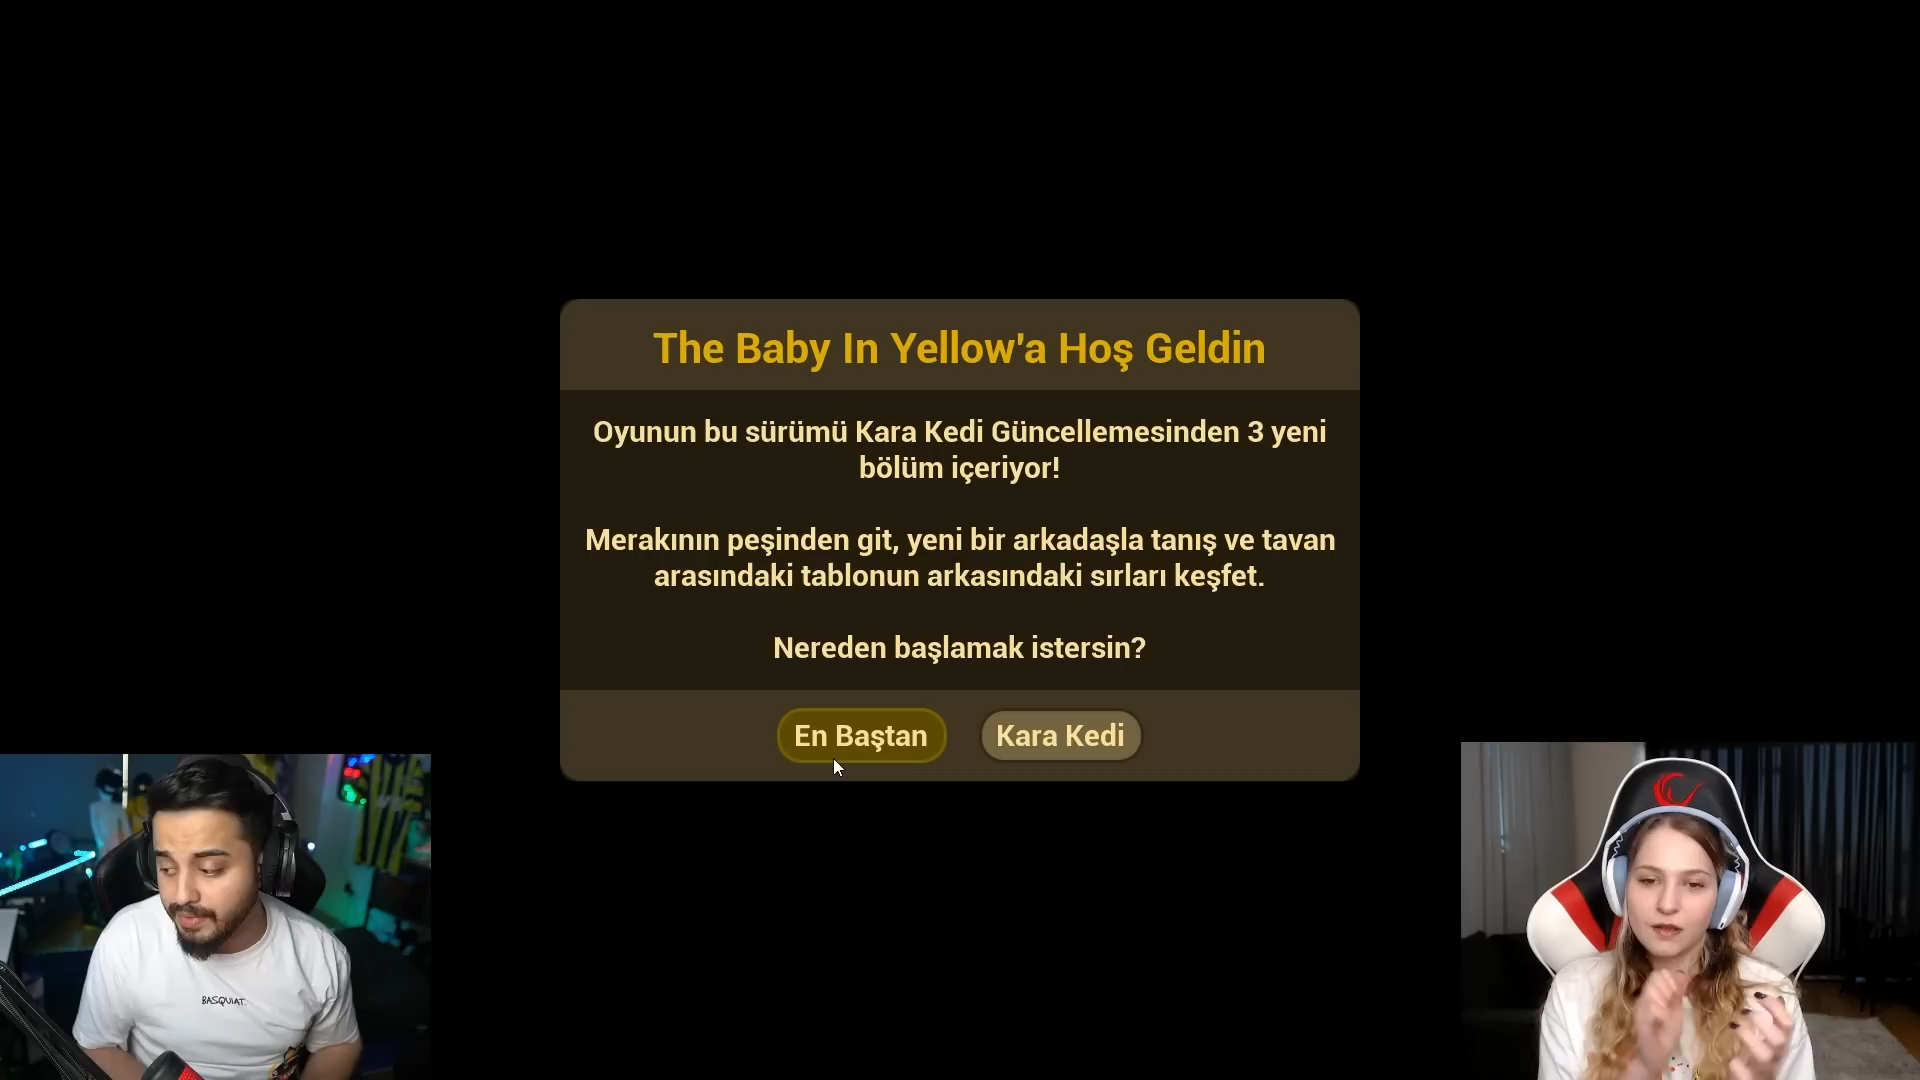 The Baby In Yellow'a Hoş Geldin
Oyunun bu sürümü Kara Kedi Güncellemesinden 3 yeni
bölüm içeriyor!
Merakının peşinden git, yeni bir arkadaşla tanış ve tavan
arasındaki tablonun arkasındaki sırları keşfet.
Nereden başlamak istersin?
En Baştan
Kara Kedi
BASQUIAT.